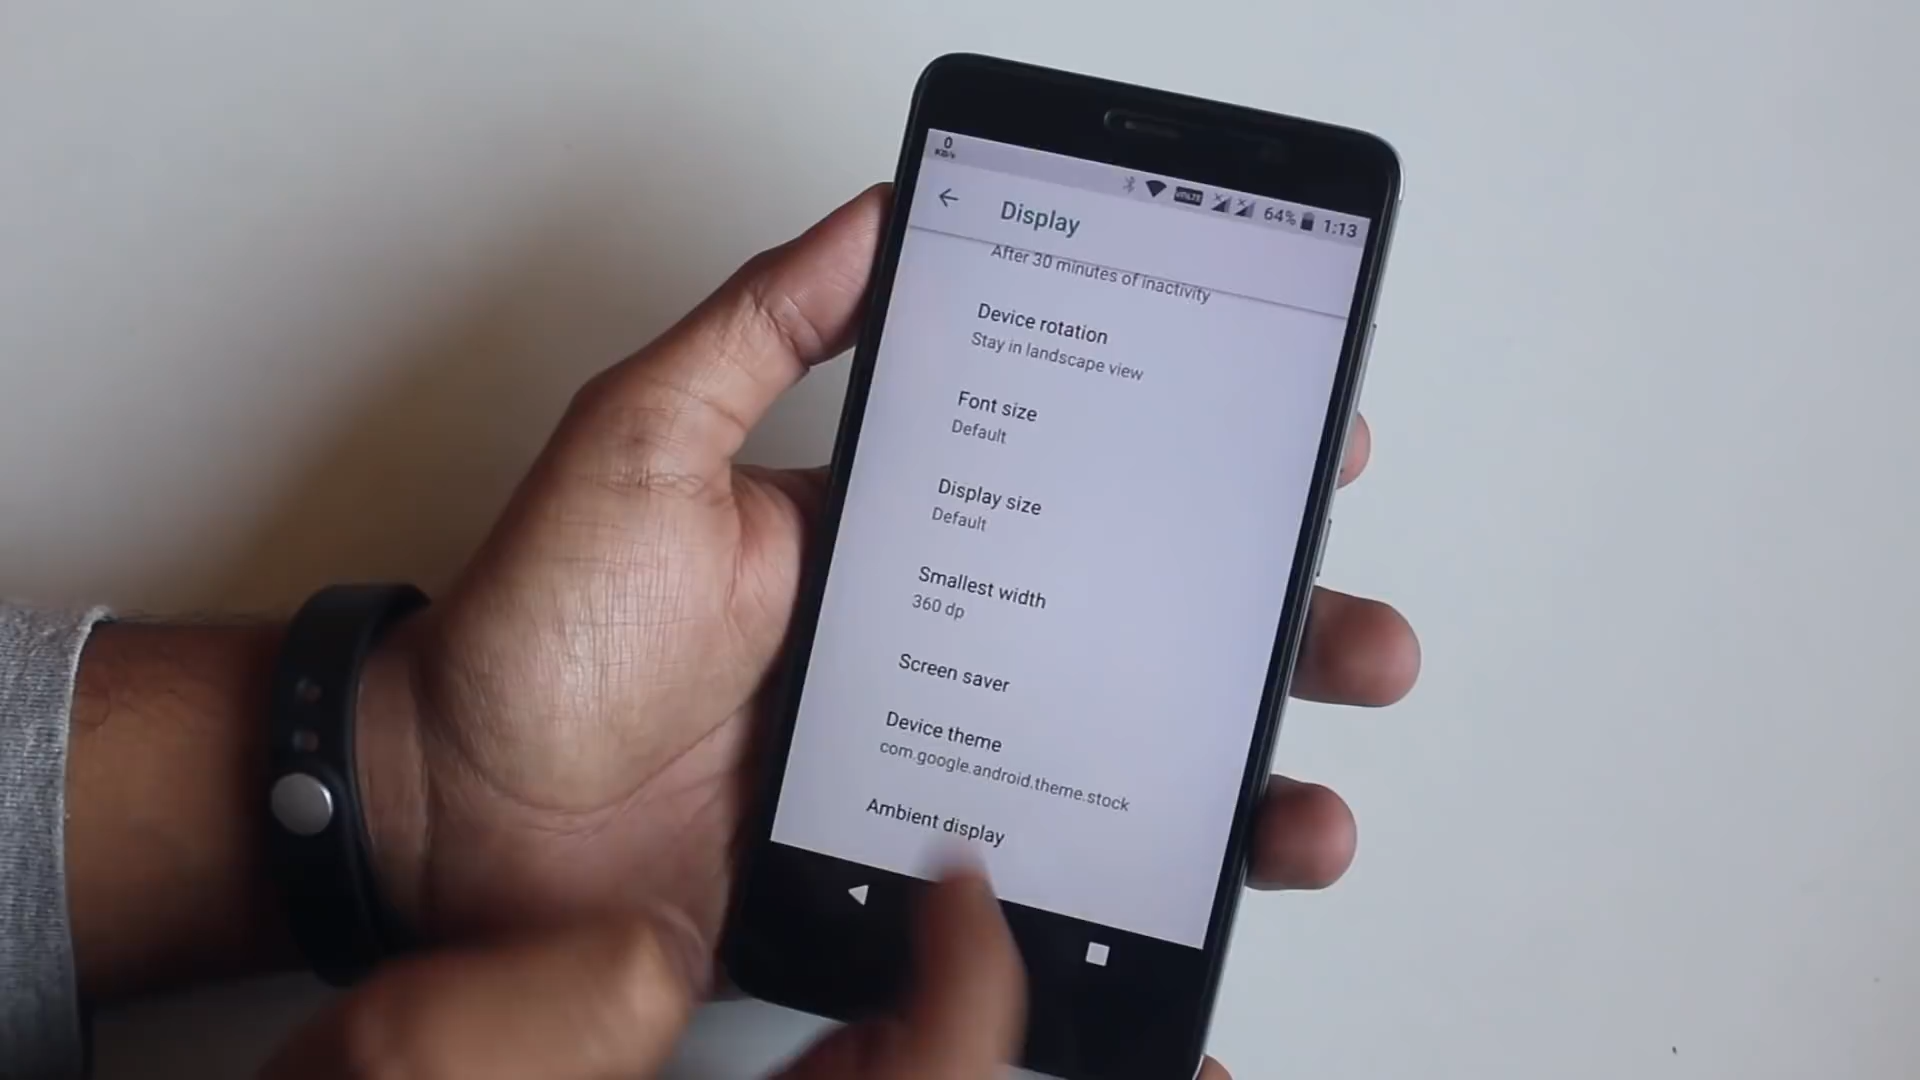 0
KB/s
VoLTE
64%
1:13
Display
After 30 minutes of inactivity
Device rotation
Stay in landscape view
Font size
Default
Display size
Default
Smallest width
360 dp
Screen saver
Device theme
com.google.android.theme.stock
Ambient display